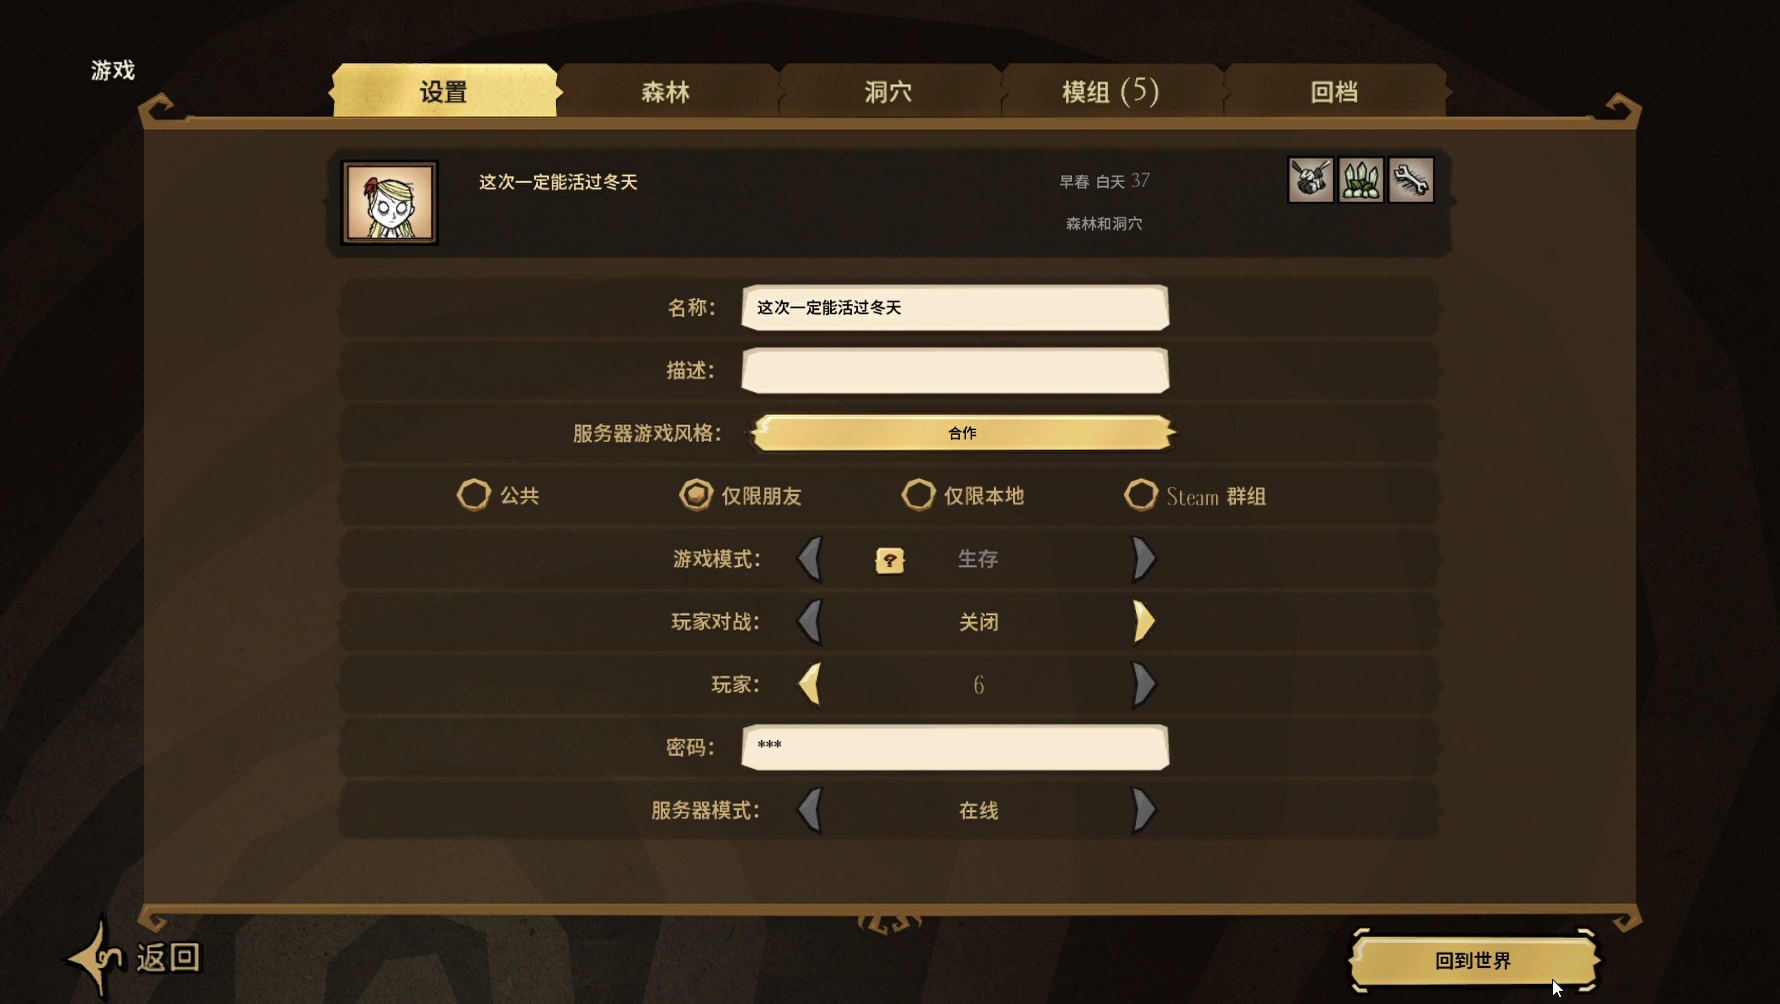 游戏
设置 森林 洞穴 模组 (5) 回档
这次一定能活过冬天 早春 白天 37
森林和洞穴
名称： 这次一定能活过冬天
描述：
服务器游戏风格： 合作
公共 仅限朋友 仅限本地 Steam 群组
游戏模式： ? 生存
玩家对战： 关闭
玩家： 6
密码： ***
服务器模式： 在线
返回 回到世界